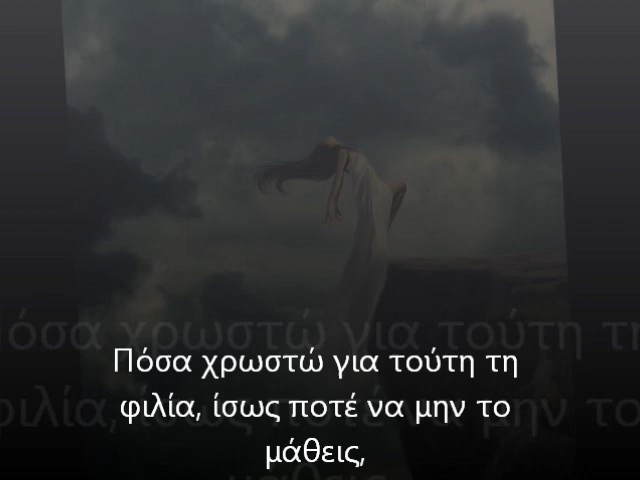 Πόσα χρωστώ για τούτη τη
φιλία, ίσως ποτέ να μην το
μάθεις,